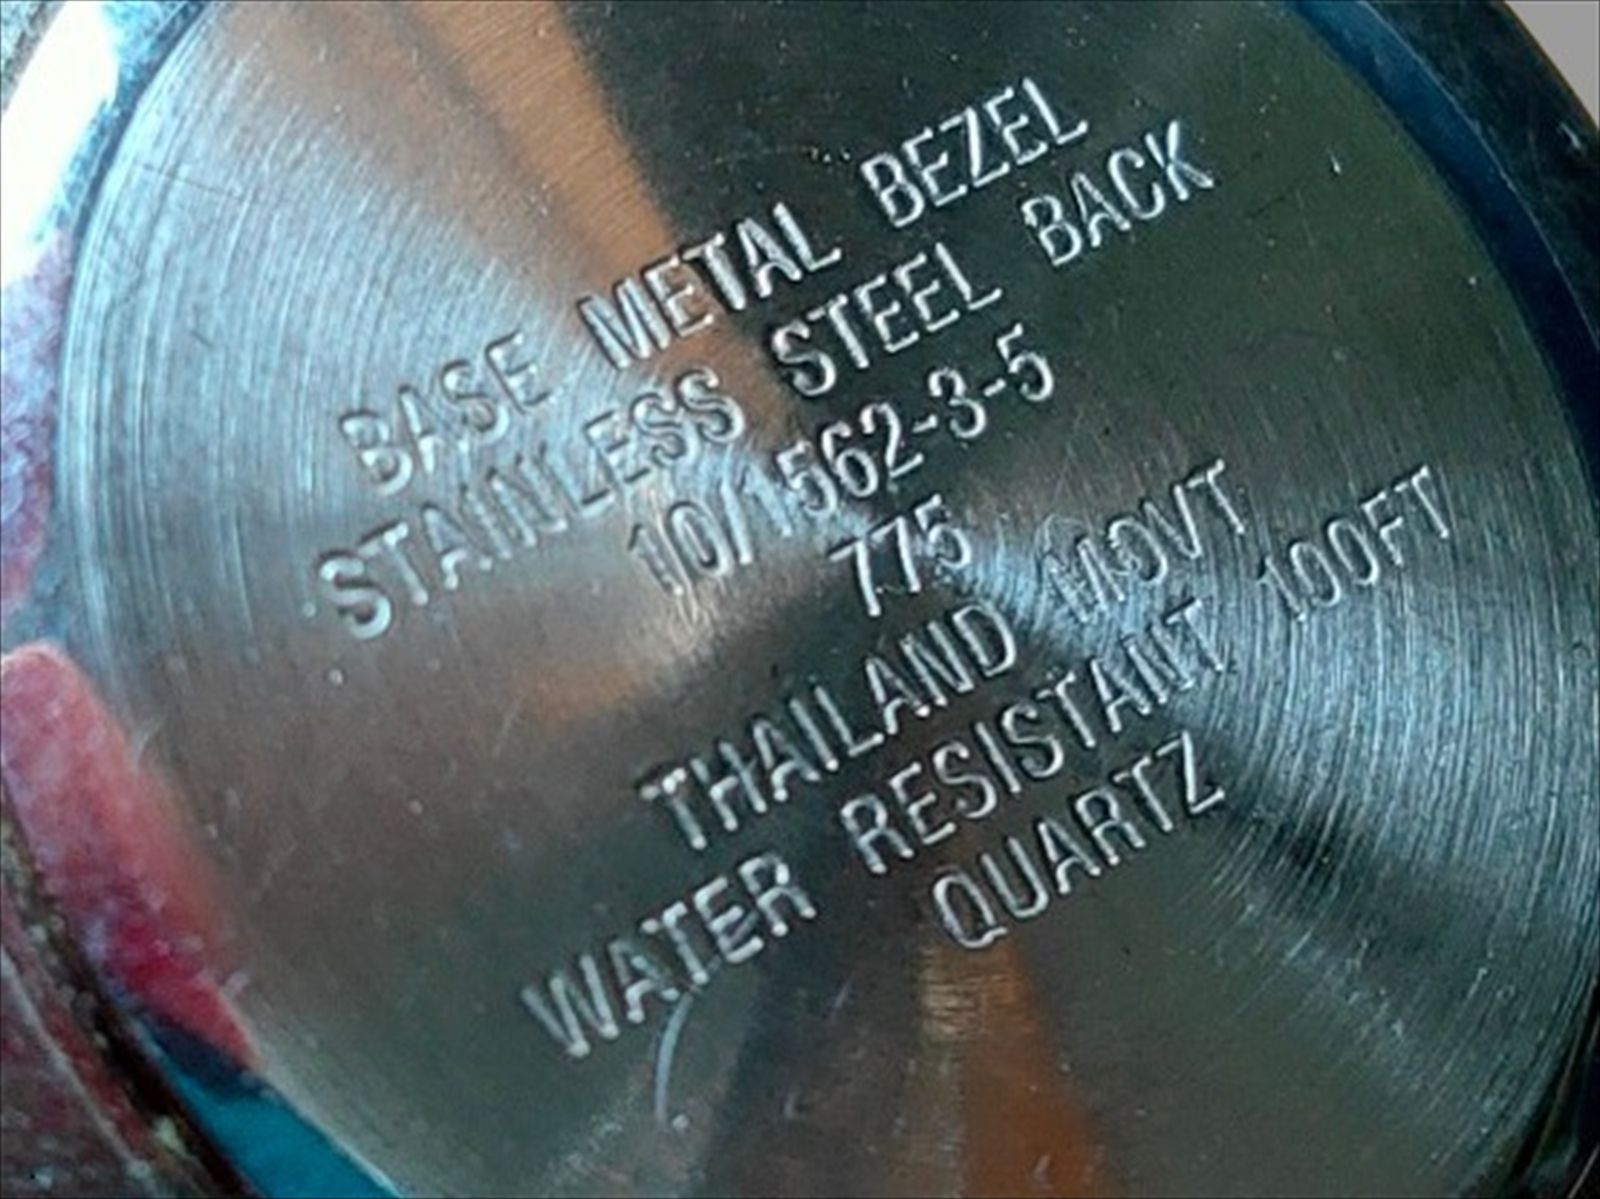 BASE METAL BEZEL
STAINLESS STEEL BACK
10/1562-3-5
775
THAILAND MOVT
WATER RESISTANT 100FT
QUARTZ